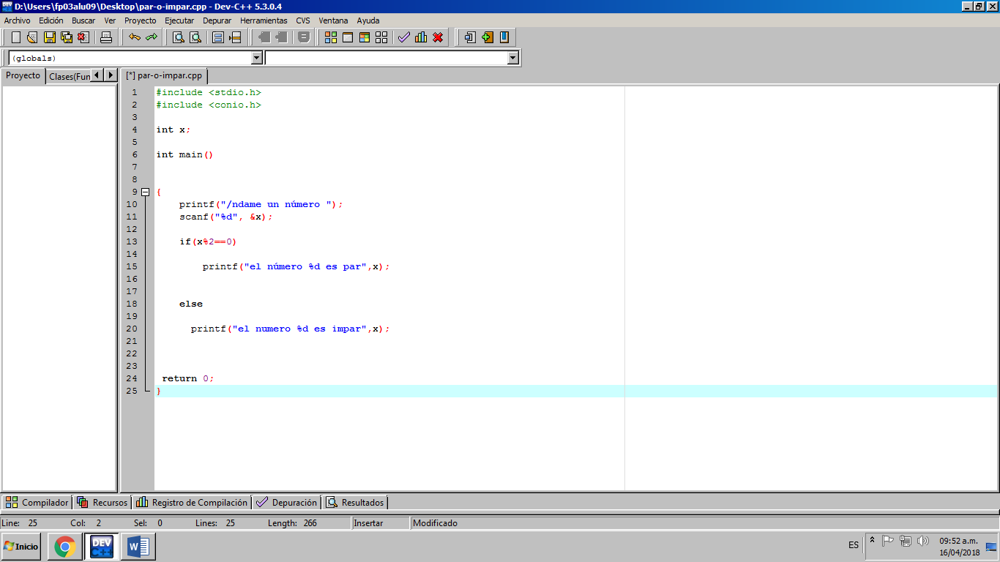 D:\Users\fp03alu09\Desktop\par-o-impar.cpp - Dev-C++ 5.3.0.4
Archivo Edición Buscar Ver Proyecto Ejecutar Depurar Herramientas CVS Ventana Ayuda
(globals)
Proyecto Clases(Fun [*] par-o-impar.cpp
1 #include <stdio.h>
2 #include <conio.h>
3
4 int x;
5
6 int main()
7
8
9 {
10 printf("/ndame un número ");
11 scanf("%d", &x);
12
13 if(x%2==0)
14
15 printf("el número %d es par",x);
16
17
18 else
19
20 printf("el numero %d es impar",x);
21
22
23
24 return 0;
25 }
Compilador Recursos Registro de Compilación Depuración Resultados
Line: 25 Col: 2 Sel: 0 Lines: 25 Length: 266 Insertar Modificado
Inicio DEV C++ W ES 09:52 a.m.
16/04/2018